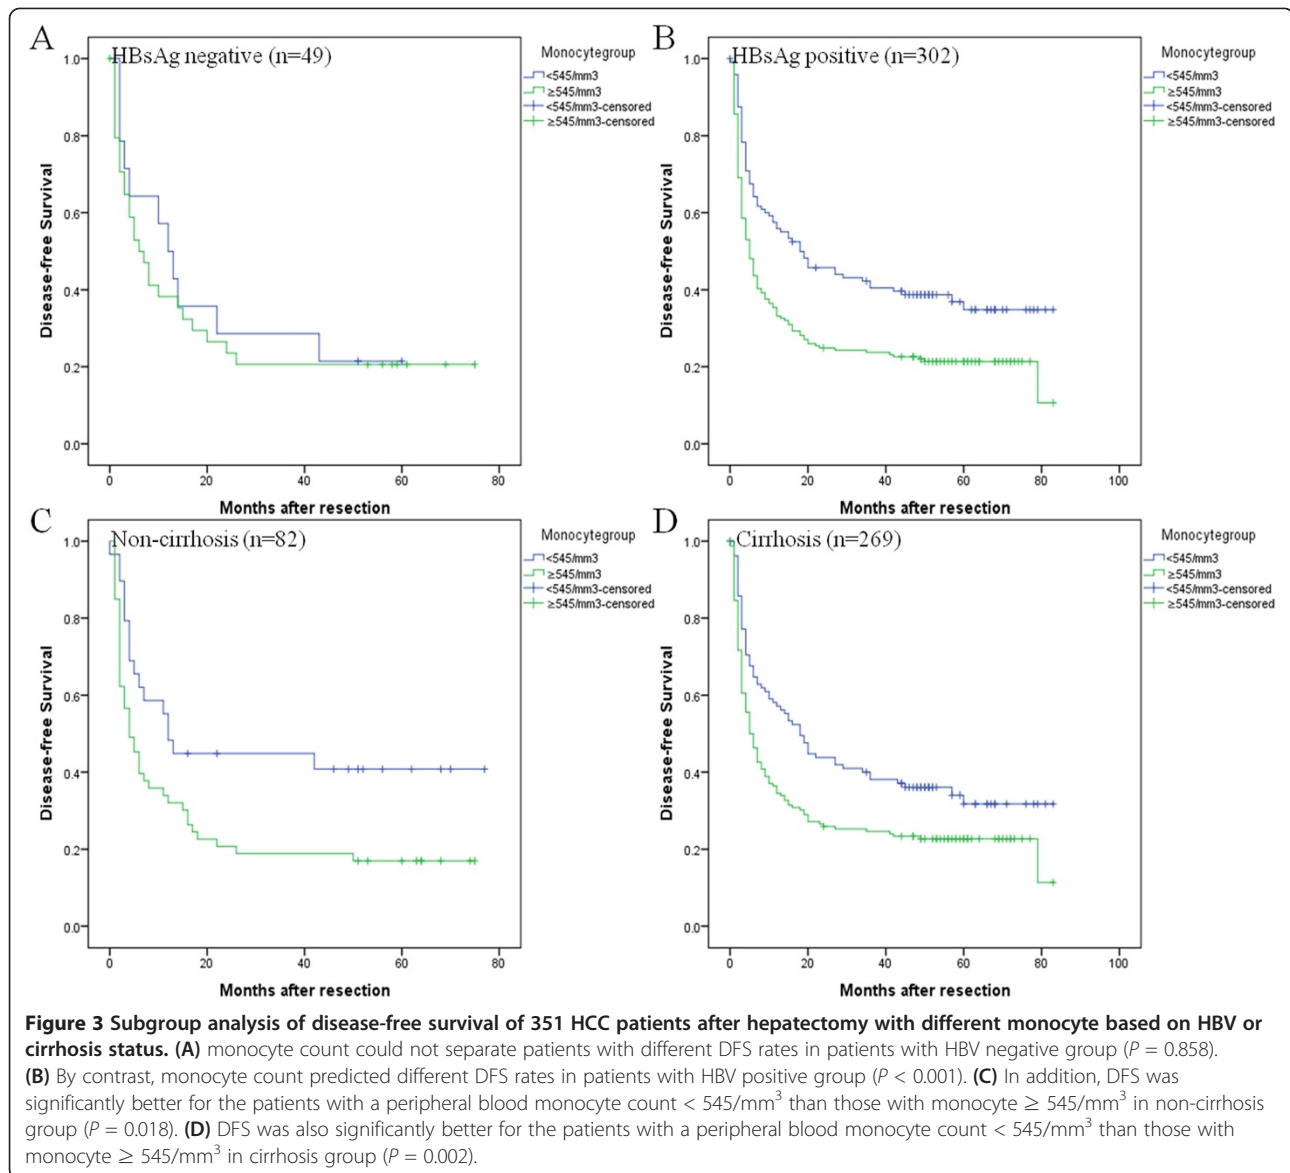 A
HBsAg negative (n=49)
Monocytegroup
<545/mm3
≥545/mm3
<545/mm3-censored
≥545/mm3-censored
1.0
0.8
0.6
0.4
0.2
0.0
Disease-free Survival
0 20 40 60 80
Months after resection
B
HBsAg positive (n=302)
Monocytegroup
<545/mm3
≥545/mm3
<545/mm3-censored
≥545/mm3-censored
1.0
0.8
0.6
0.4
0.2
0.0
Disease-free Survival
0 20 40 60 80 100
Months after resection
C
Non-cirrhosis (n=82)
Monocytegroup
<545/mm3
≥545/mm3
<545/mm3-censored
≥545/mm3-censored
1.0
0.8
0.6
0.4
0.2
0.0
Disease-free Survival
0 20 40 60 80
Months after resection
D
Cirrhosis (n=269)
Monocytegroup
<545/mm3
≥545/mm3
<545/mm3-censored
≥545/mm3-censored
1.0
0.8
0.6
0.4
0.2
0.0
Disease-free Survival
0 20 40 60 80 100
Months after resection
Figure 3 Subgroup analysis of disease-free survival of 351 HCC patients after hepatectomy with different monocyte based on HBV or
cirrhosis status. (A) monocyte count could not separate patients with different DFS rates in patients with HBV negative group (P = 0.858).
(B) By contrast, monocyte count predicted different DFS rates in patients with HBV positive group (P < 0.001). (C) In addition, DFS was
significantly better for the patients with a peripheral blood monocyte count < 545/mm³ than those with monocyte ≥ 545/mm³ in non-cirrhosis
group (P = 0.018). (D) DFS was also significantly better for the patients with a peripheral blood monocyte count < 545/mm³ than those with
monocyte ≥ 545/mm³ in cirrhosis group (P = 0.002).